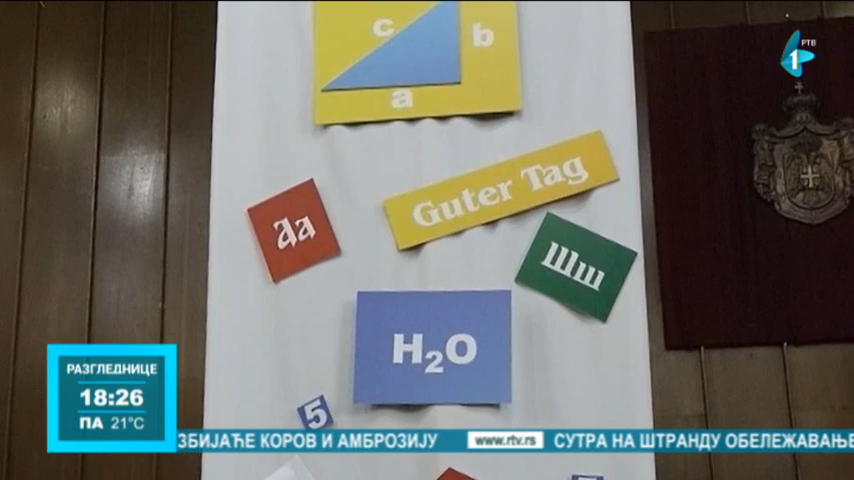 c
b
a
РТВ
1
Guter Tag
Аа
Шш
H₂O
РАЗГЛЕДНИЦЕ
18:26
ПА 21°C
5
ЗБИЈАЋЕ КОРОВ И АМБРОЗИЈУ www.rtv.rs СУТРА НА ШТРАНДУ ОБЕЛЕЖАВАЊЕ